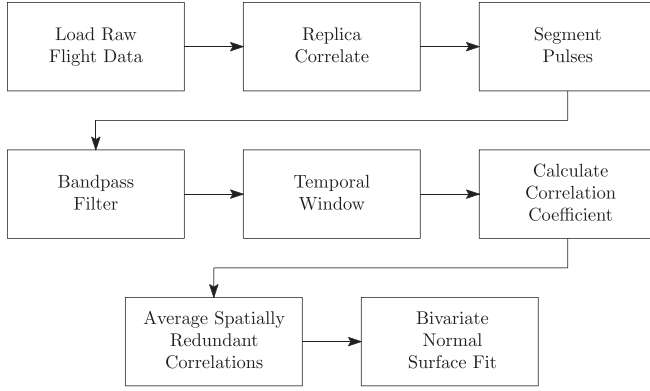 Load Raw
Flight Data
Replica
Correlate
Segment
Pulses
Bandpass
Filter
Temporal
Window
Calculate
Correlation
Coefficient
Average Spatially
Redundant
Correlations
Bivariate
Normal
Surface Fit